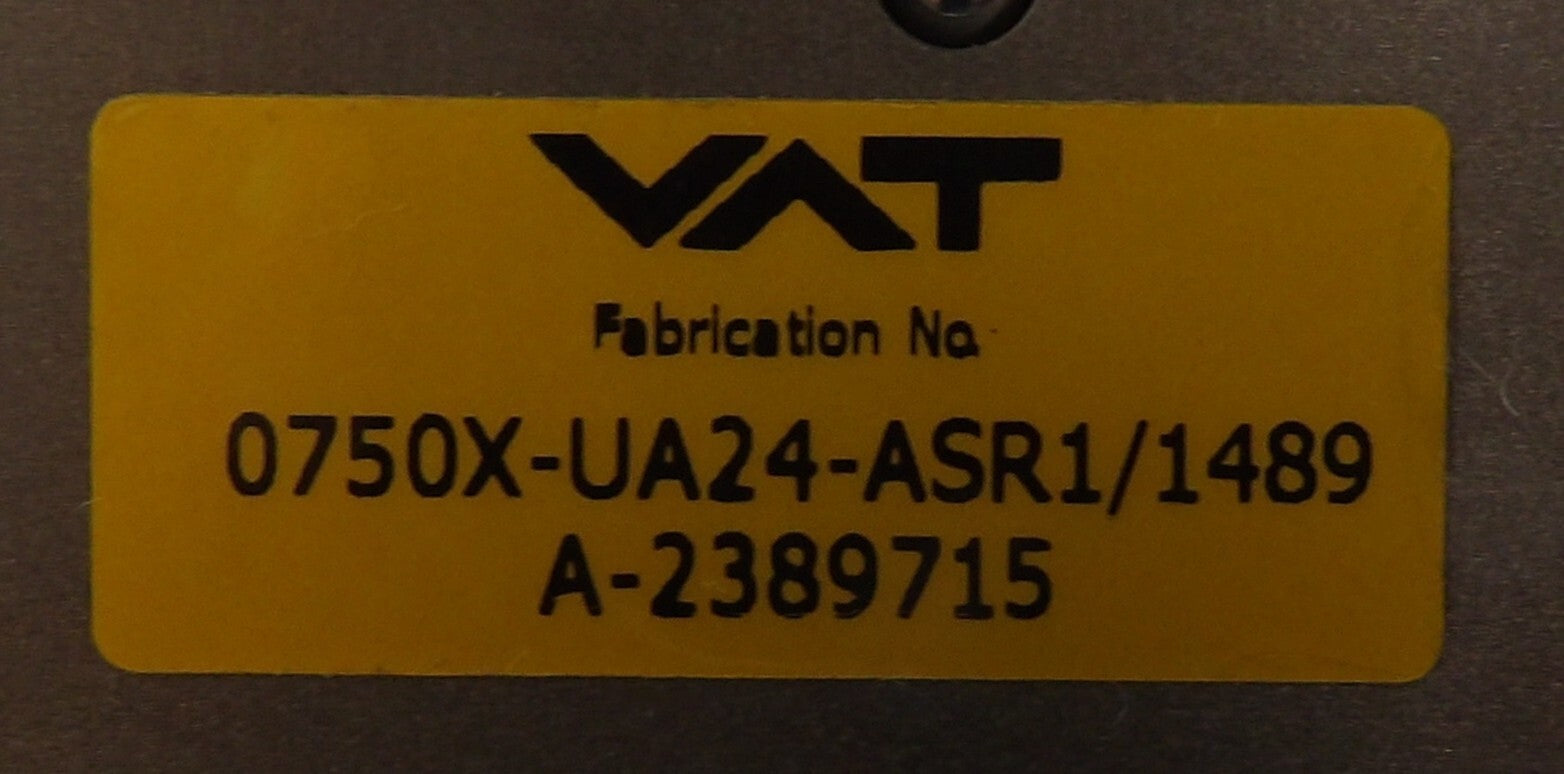 VAT
Fabrication No.
0750X-UA24-ASR1/1489
A-2389715